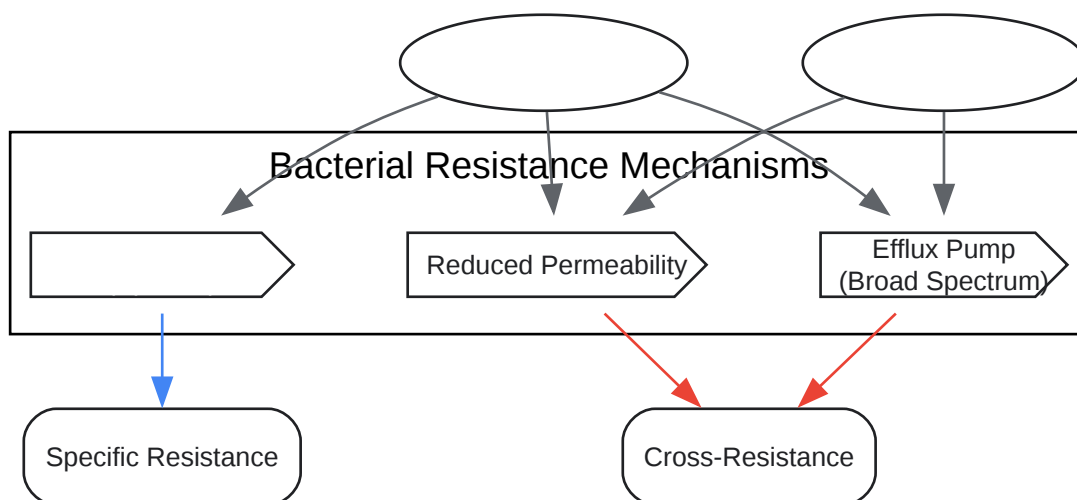 Bacterial Resistance Mechanisms
Reduced Permeability
Efflux Pump
(Broad Spectrum)
Specific Resistance
Cross-Resistance